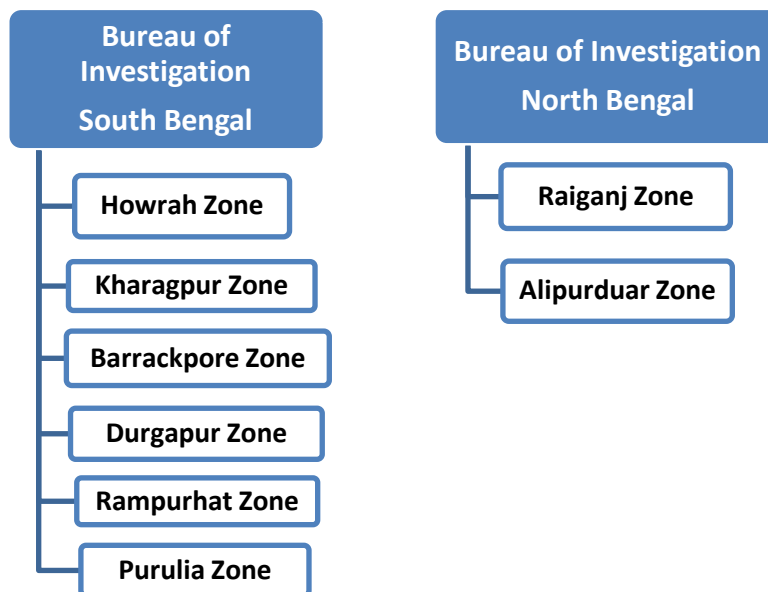 Bureau of
Investigation
South Bengal
Howrah Zone
Kharagpur Zone
Barrackpore Zone
Durgapur Zone
Rampurhat Zone
Purulia Zone
Bureau of Investigation
North Bengal
Raiganj Zone
Alipurduar Zone